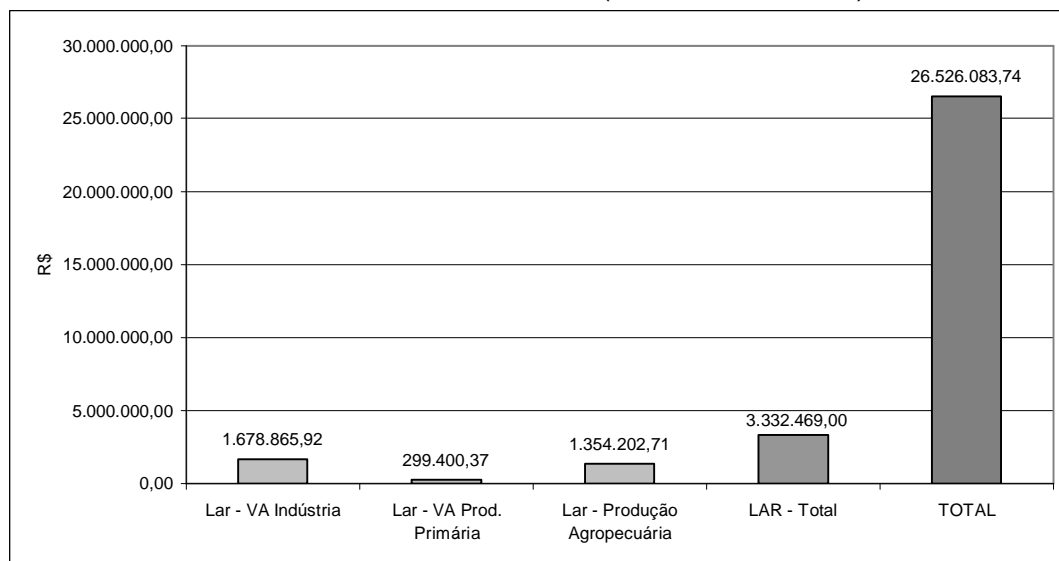 30.000.000,00
25.000.000,00
20.000.000,00
15.000.000,00
10.000.000,00
5.000.000,00
0,00
R$
1.678.865,92
299.400,37
1.354.202,71
3.332.469,00
26.526.083,74
Lar - VA Indústria
Lar - VA Prod.
Primária
Lar - Produção
Agropecuária
LAR - Total
TOTAL